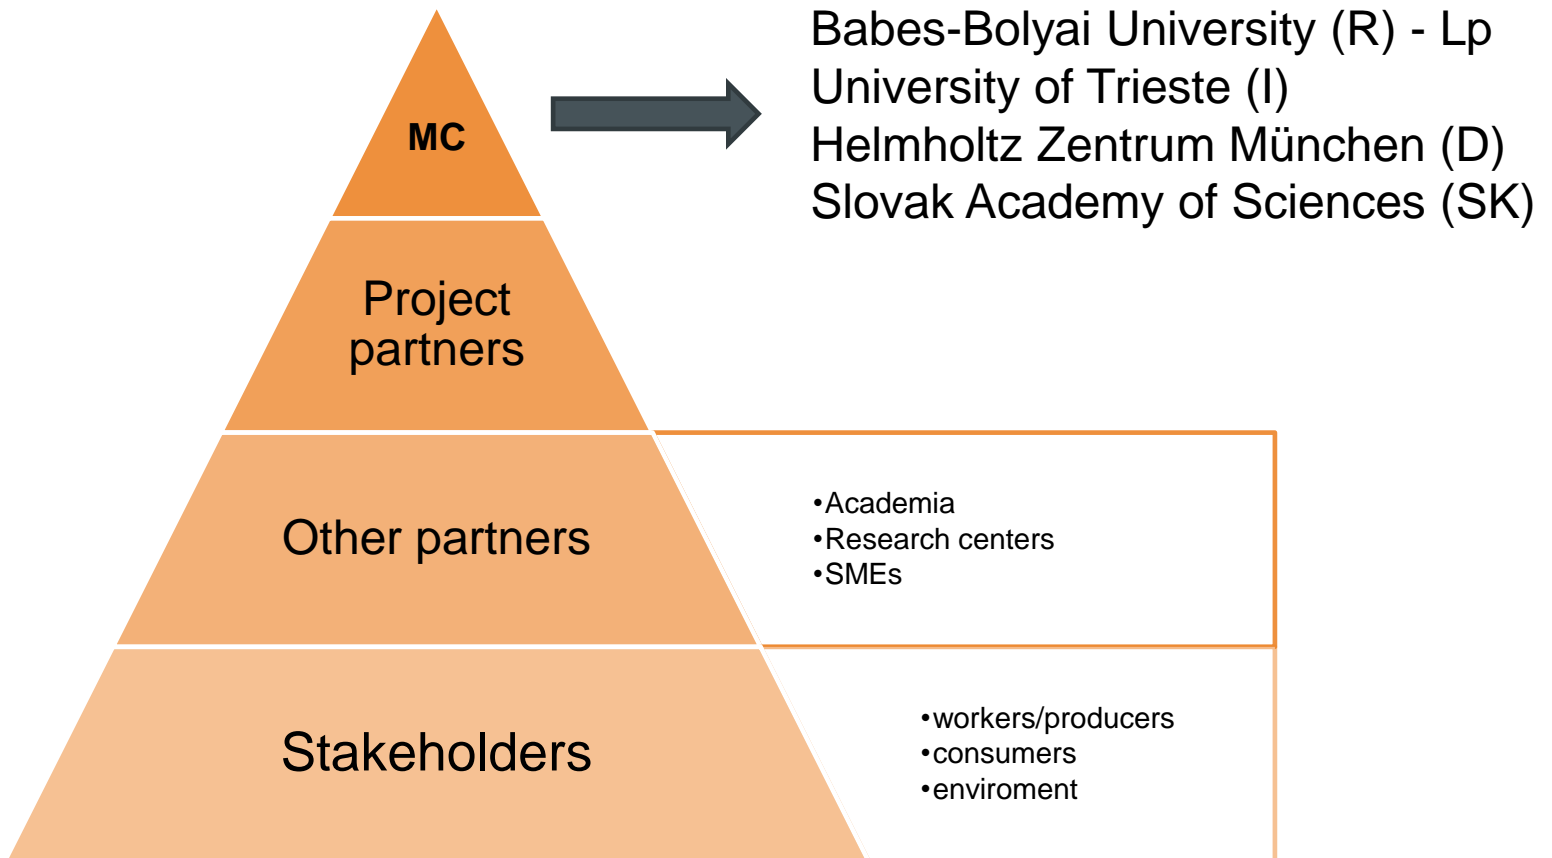 MC
Babes-Bolyai University (R) - Lp
University of Trieste (I)
Helmholtz Zentrum München (D)
Slovak Academy of Sciences (SK)
Project
partners
Other partners
•Academia
•Research centers
•SMEs
Stakeholders
•workers/producers
•consumers
•enviroment